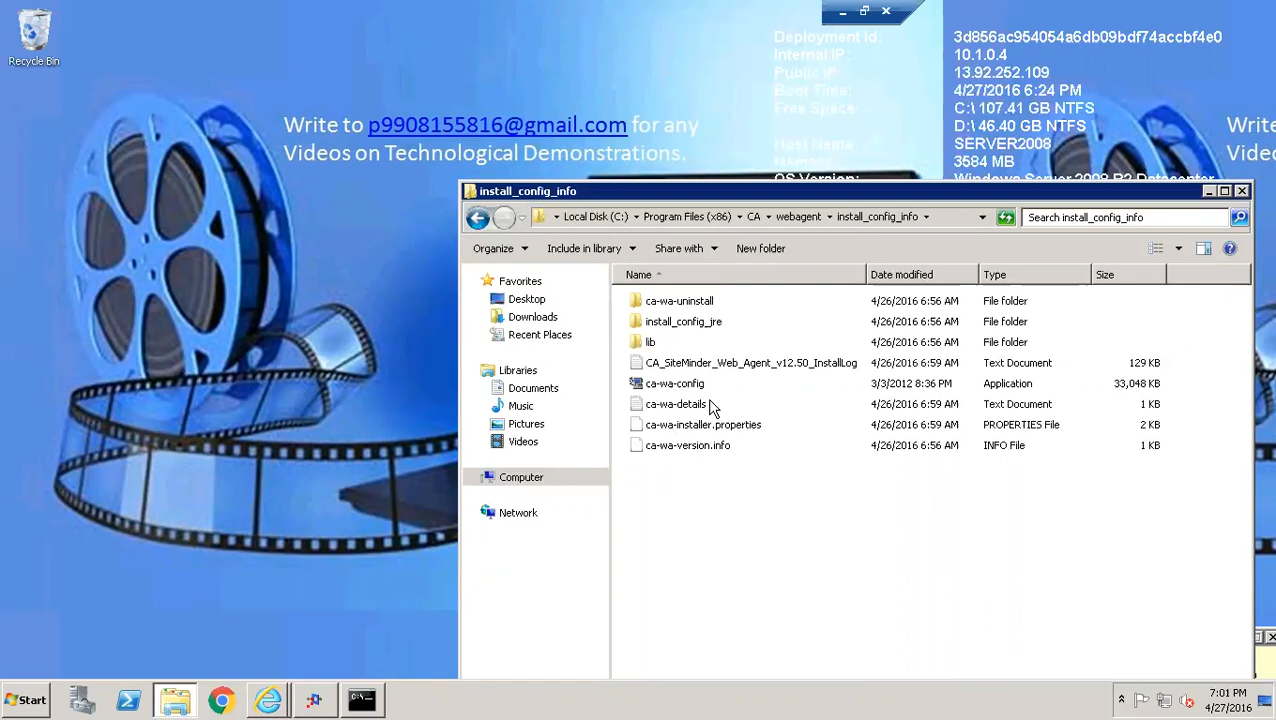 Recycle Bin
Write to p9908155816@gmail.com for any
Videos on Technological Demonstrations.
Deployment Id: 3d856ac954054a6db09bdf74accbf4e0
Internal IP: 10.1.0.4
Public IP: 13.92.252.109
Boot Time: 4/27/2016 6:24 PM
Free Space: C:\ 107.41 GB NTFS
D:\ 46.40 GB NTFS
Host Name SERVER2008
Memory 3584 MB
OS Version: Windows Server 2008 R2 Datacenter
Write
Videos
install_config_info
Local Disk (C:) Program Files (x86) CA webagent install_config_info
Search install_config_info
Organize Include in library Share with New folder
Favorites
Desktop
Downloads
Recent Places
Libraries
Documents
Music
Pictures
Videos
Computer
Network
Name Date modified Type Size
ca-wa-uninstall 4/26/2016 6:56 AM File folder
install_config_jre 4/26/2016 6:56 AM File folder
lib 4/26/2016 6:56 AM File folder
CA_SiteMinder_Web_Agent_v12.50_InstallLog 4/26/2016 6:59 AM Text Document 129 KB
ca-wa-config 3/3/2012 8:36 PM Application 33,048 KB
ca-wa-details 4/26/2016 6:59 AM Text Document 1 KB
ca-wa-installer.properties 4/26/2016 6:59 AM PROPERTIES File 2 KB
ca-wa-version.info 4/26/2016 6:59 AM INFO File 1 KB
Start
7:01 PM
4/27/2016